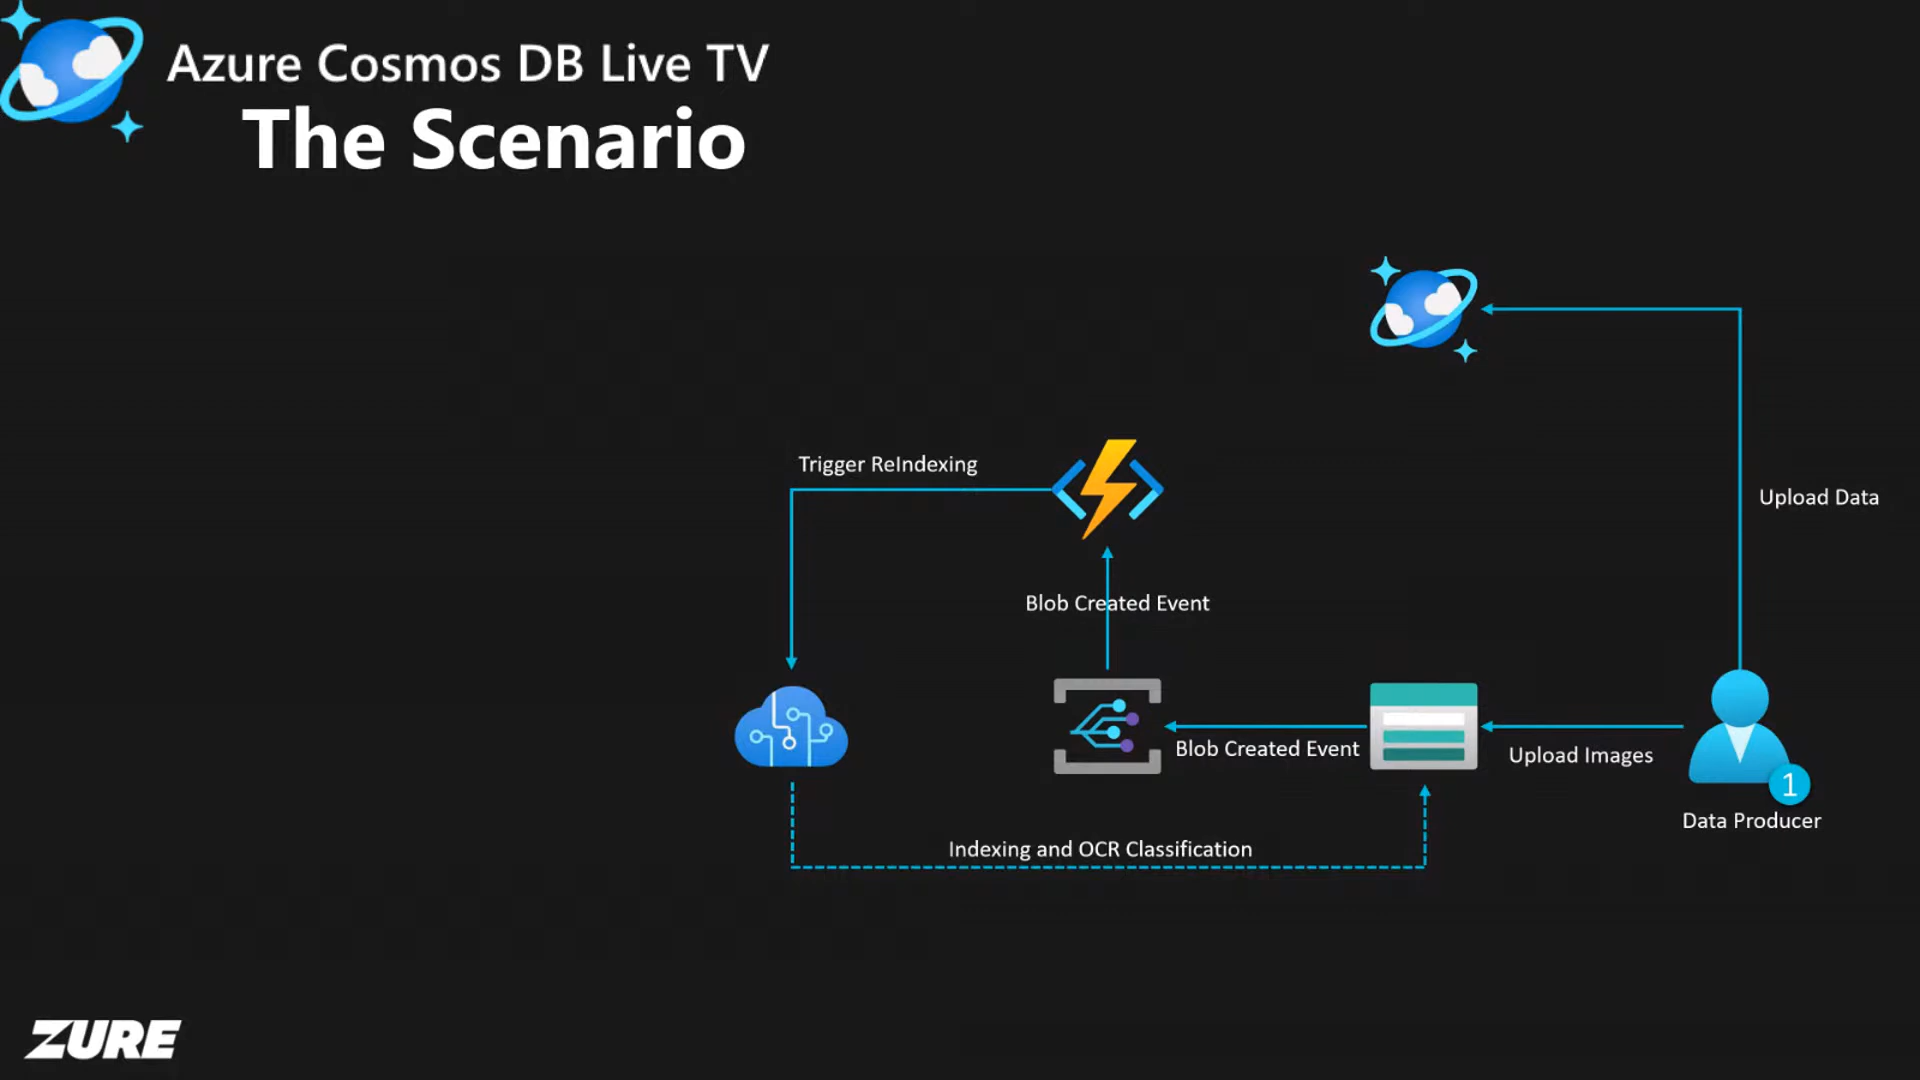 Azure Cosmos DB Live TV
The Scenario
Trigger ReIndexing
Upload Data
Blob Created Event
Blob Created Event
Upload Images
1
Data Producer
Indexing and OCR Classification
ZURE